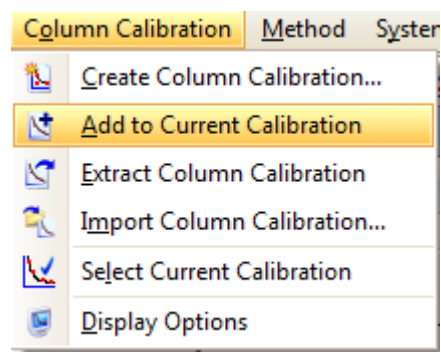 Column Calibration Method
Create Column Calibration...
Add to Current Calibration
Extract Column Calibration
Import Column Calibration...
Select Current Calibration
Display Options